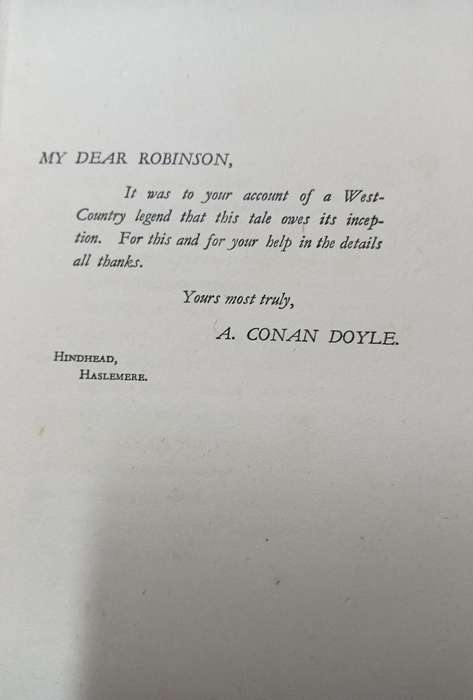 MY DEAR ROBINSON,
It was to your account of a West-
Country legend that this tale owes its incep-
tion. For this and for your help in the details
all thanks.
Yours most truly,
A. CONAN DOYLE.
HINDHEAD,
HASLEMERE.